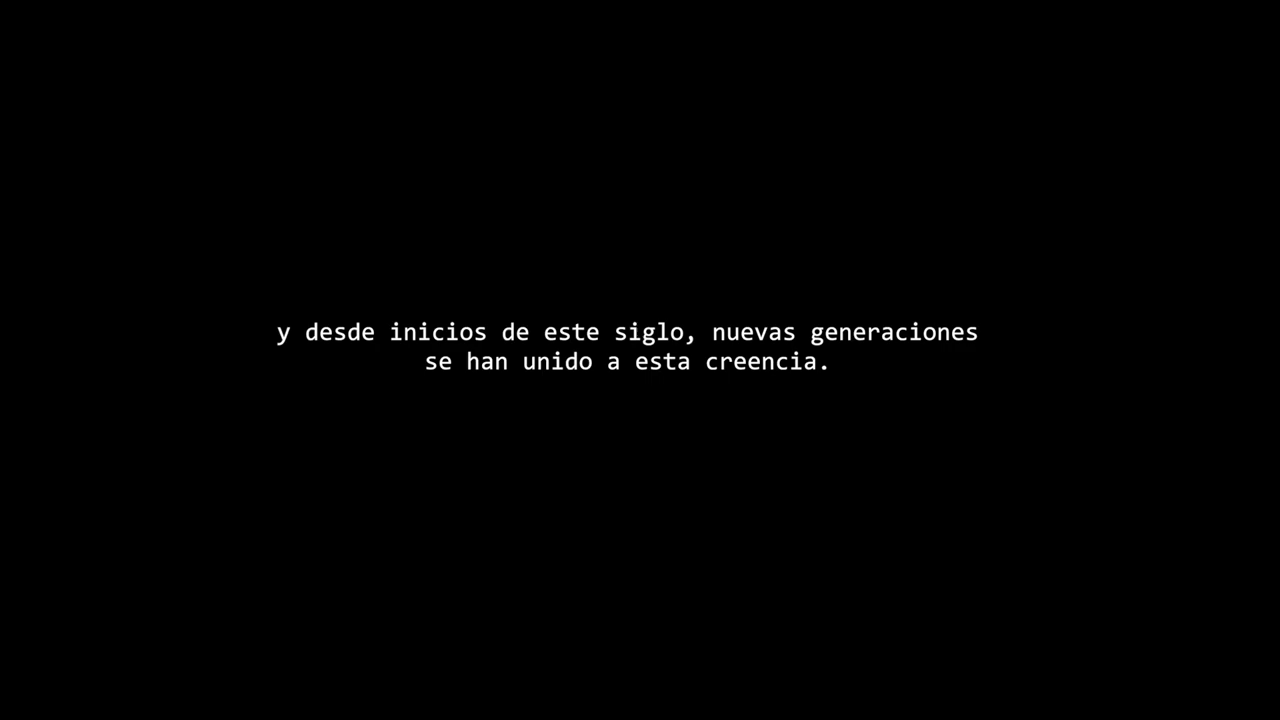 y desde inicios de este siglo, nuevas generaciones
se han unido a esta creencia.